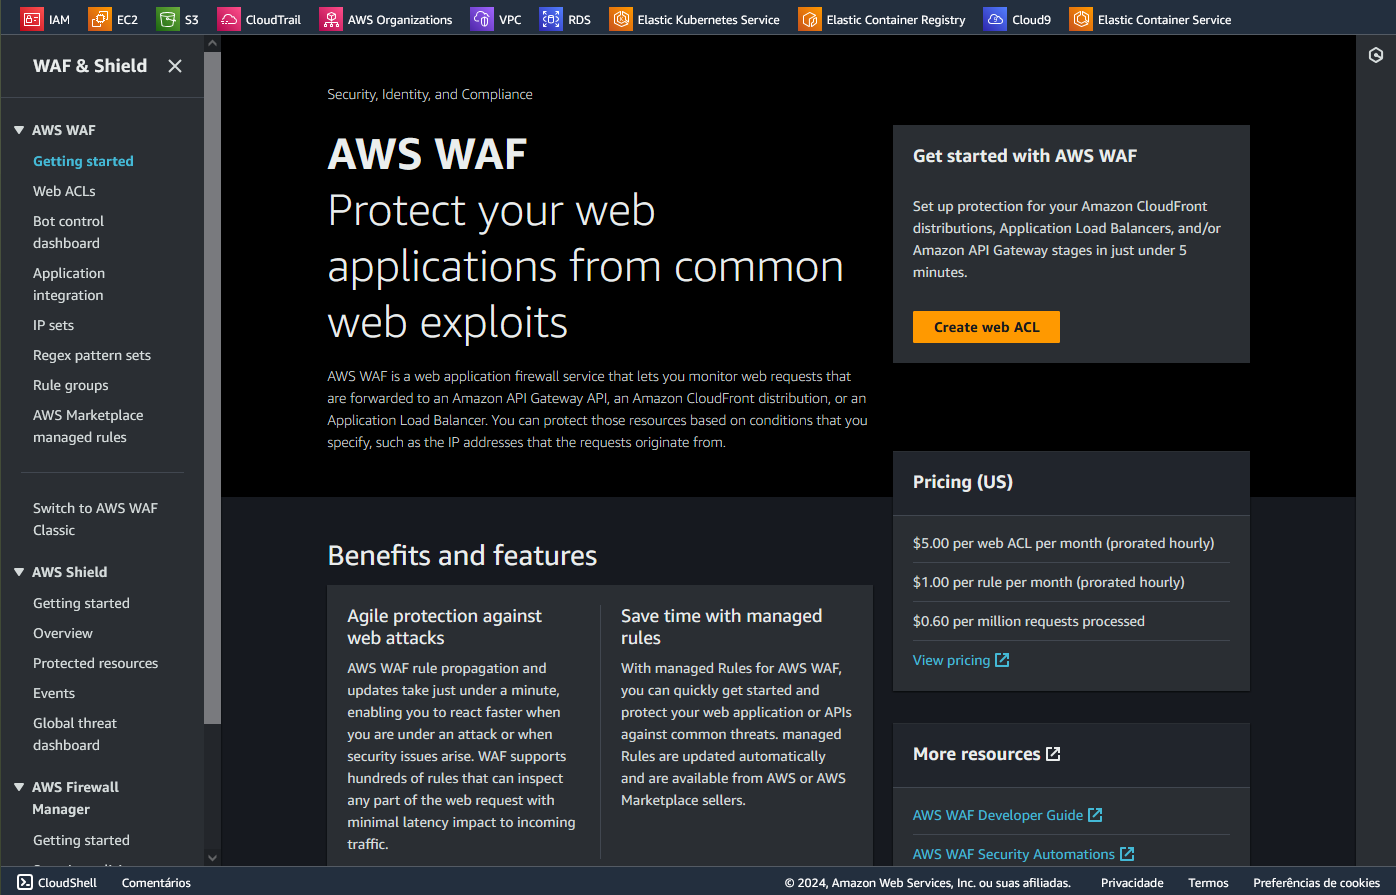 IAM EC2 S3 CloudTrail AWS Organizations VPC RDS Elastic Kubernetes Service Elastic Container Registry Cloud9 Elastic Container Service
WAF & Shield
AWS WAF
Getting started
Web ACLs
Bot control
dashboard
Application
integration
IP sets
Regex pattern sets
Rule groups
AWS Marketplace
managed rules
Switch to AWS WAF
Classic
AWS Shield
Getting started
Overview
Protected resources
Events
Global threat
dashboard
AWS Firewall
Manager
Getting started
Security, Identity, and Compliance
AWS WAF
Protect your web
applications from common
web exploits
AWS WAF is a web application firewall service that lets you monitor web requests that
are forwarded to an Amazon API Gateway API, an Amazon CloudFront distribution, or an
Application Load Balancer. You can protect those resources based on conditions that you
specify, such as the IP addresses that the requests originate from.
Get started with AWS WAF
Set up protection for your Amazon CloudFront
distributions, Application Load Balancers, and/or
Amazon API Gateway stages in just under 5
minutes.
Create web ACL
Benefits and features
Agile protection against
web attacks
AWS WAF rule propagation and
updates take just under a minute,
enabling you to react faster when
you are under an attack or when
security issues arise. WAF supports
hundreds of rules that can inspect
any part of the web request with
minimal latency impact to incoming
traffic.
Save time with managed
rules
With managed Rules for AWS WAF,
you can quickly get started and
protect your web application or APIs
against common threats. managed
Rules are updated automatically
and are available from AWS or AWS
Marketplace sellers.
Pricing (US)
$5.00 per web ACL per month (prorated hourly)
$1.00 per rule per month (prorated hourly)
$0.60 per million requests processed
View pricing
More resources
AWS WAF Developer Guide
AWS WAF Security Automations
CloudShell Comentários © 2024, Amazon Web Services, Inc. ou suas afiliadas. Privacidade Termos Preferências de cookies